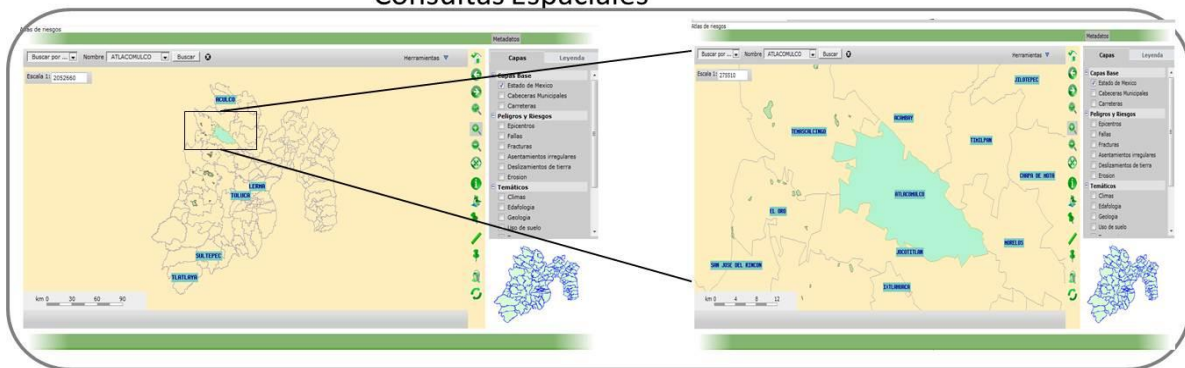 Consultas Espaciales
Atlas de riesgos
Metadatos
Buscar por ... Nombre ATLACOMULCO Buscar
Herramientas
Capas Leyenda
Escala 1: 2052660
Capas Base
Estado de Mexico
Cabeceras Municipales
Carreteras
Peligros y Riesgos
Epicentros
Fallas
Fracturas
Asentamientos irregulares
Deslizamientos de tierra
Erosion
Temáticos
Climas
Edafologia
Geologia
Uso de suelo
ACULCO
LERMA
TOLUCA
SULTEPEC
TLATLAYA
km 0 30 60 90
Atlas de riesgos
Metadatos
Buscar por ... Nombre ATLACOMULCO Buscar
Herramientas
Capas Leyenda
Escala 1:
Capas Base
Estado de Mexico
Cabeceras Municipales
Carreteras
Peligros y Riesgos
Epicentros
Fallas
Fracturas
Asentamientos irregulares
Deslizamientos de tierra
Erosion
Temáticos
Climas
Edafologia
Geologia
Uso de suelo
JILOTEPEC
ACAMBAY
TEMASCALCINGO
TIMILPAN
CHAPA DE MOTA
ATLACOMULCO
EL ORO
MORELOS
JOCOTITLAN
SAN JOSE DEL RINCON
IXTLAHUACA
km 0 4 8 12